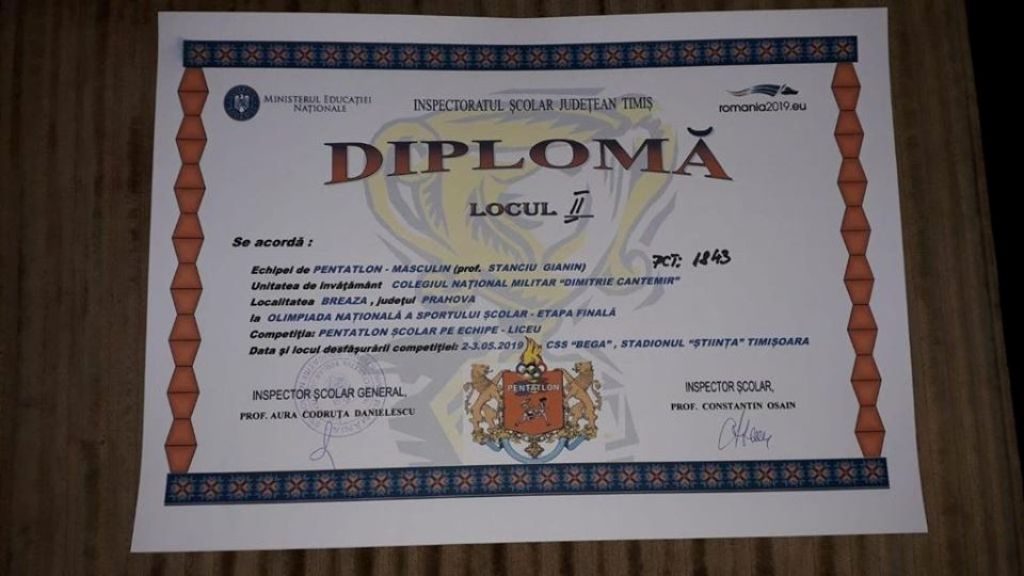 MINISTERUL EDUCAȚIEI
NAȚIONALE
INSPECTORATUL ȘCOLAR JUDEȚEAN TIMIȘ
romania2019.eu
DIPLOMĂ
LOCUL II
Se acordă :
Echipei de PENTATLON - MASCULIN (prof. STANCIU GIANIN) PCT: 1843
Unitatea de învățământ COLEGIUL NAȚIONAL MILITAR "DIMITRIE CANTEMIR"
Localitatea BREAZA , județul PRAHOVA
la OLIMPIADA NAȚIONALĂ A SPORTULUI ȘCOLAR - ETAPA FINALĂ
Competiția: PENTATLON ȘCOLAR PE ECHIPE - LICEU
Data și locul desfășurării competiției: 2-3.05.2019 CSS "BEGA" , STADIONUL "ȘTIINȚA" TIMIȘOARA
INSPECTOR ȘCOLAR GENERAL,
PROF. AURA CODRUȚA DANIELESCU
PENTATLON
INSPECTOR ȘCOLAR,
PROF. CONSTANTIN OSAIN